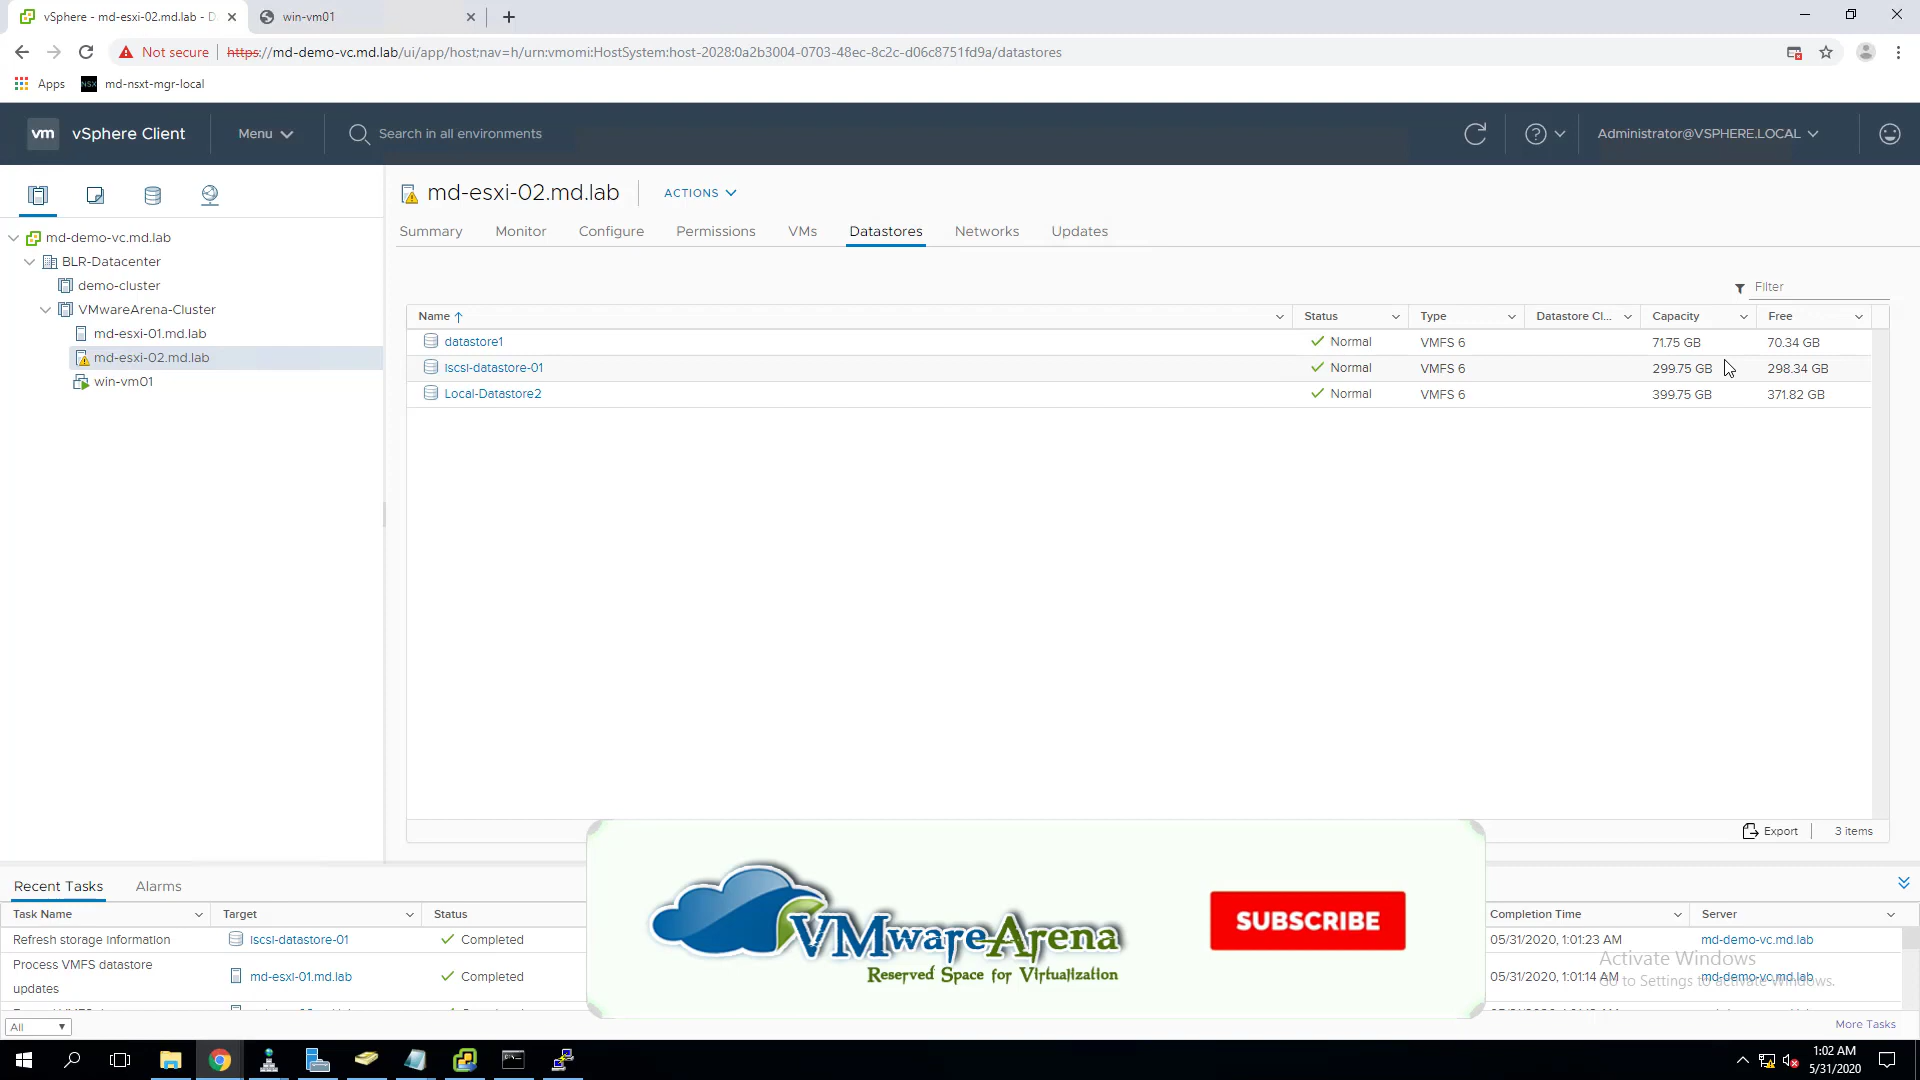 vSphere - md-esxi-02.md.lab - D
win-vm01
Not secure
https://md-demo-vc.md.lab/ui/app/host;nav=h/urn:vmomi:HostSystem:host-2028:0a2b3004-0703-48ec-8c2c-d06c8751fd9a/datastores
Apps
NSX
md-nsxt-mgr-local
vm
vSphere Client
Menu
Search in all environments
Administrator@VSPHERE.LOCAL
md-esxi-02.md.lab
ACTIONS
Summary Monitor Configure Permissions VMs Datastores Networks Updates
md-demo-vc.md.lab
BLR-Datacenter
demo-cluster
VMwareArena-Cluster
md-esxi-01.md.lab
md-esxi-02.md.lab
win-vm01
Filter
Name Status Type Datastore Cl... Capacity Free
datastore1 Normal VMFS 6 71.75 GB 70.34 GB
iscsi-datastore-01 Normal VMFS 6 299.75 GB 298.34 GB
Local-Datastore2 Normal VMFS 6 399.75 GB 371.82 GB
Export
3 items
Recent Tasks Alarms
Task Name Target Status Completion Time Server
Refresh storage information iscsi-datastore-01 Completed 05/31/2020, 1:01:23 AM md-demo-vc.md.lab
Process VMFS datastore
updates
md-esxi-01.md.lab Completed 05/31/2020, 1:01:14 AM md-demo-vc.md.lab
VMwareArena
Reserved Space for Virtualization
SUBSCRIBE
Activate Windows
Go to Settings to activate Windows.
All
More Tasks
1:02 AM
5/31/2020